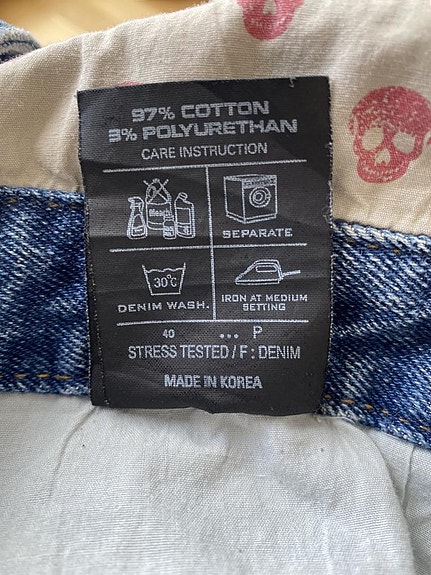 97% COTTON
3% POLYURETHAN
CARE INSTRUCTION
Bleach
SEPARATE
30°C
DENIM WASH.
IRON AT MEDIUM
SETTING
40 ... P
STRESS TESTED / F : DENIM
MADE IN KOREA